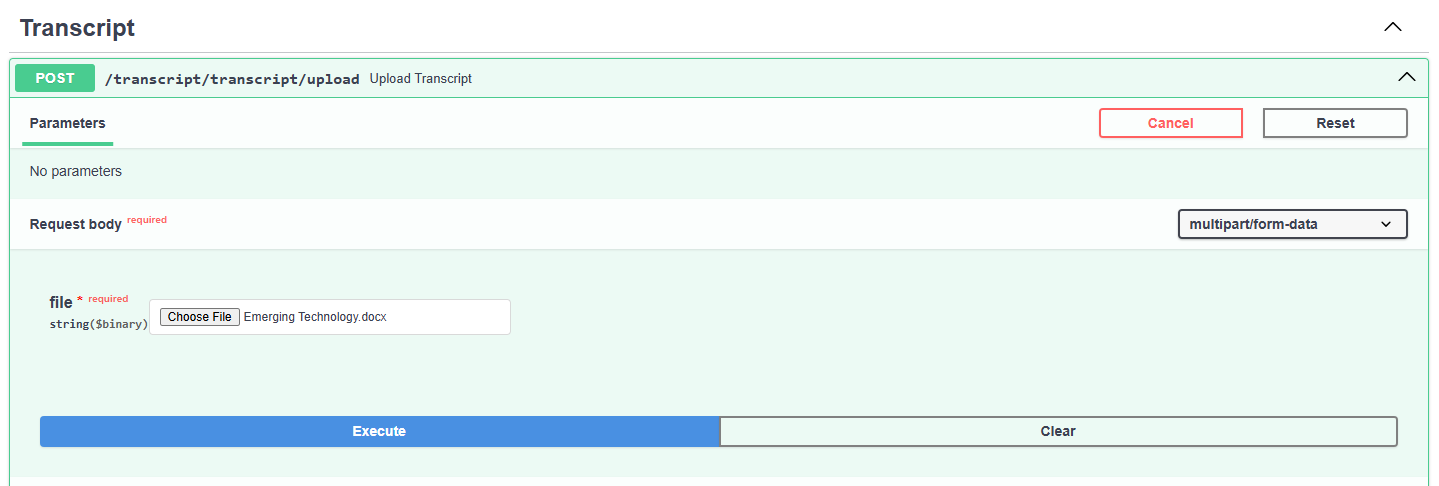 Transcript
POST /transcript/transcript/upload Upload Transcript
Parameters
Cancel
Reset
No parameters
Request body required
multipart/form-data
file * required
string($binary)
Choose File Emerging Technology.docx
Execute
Clear